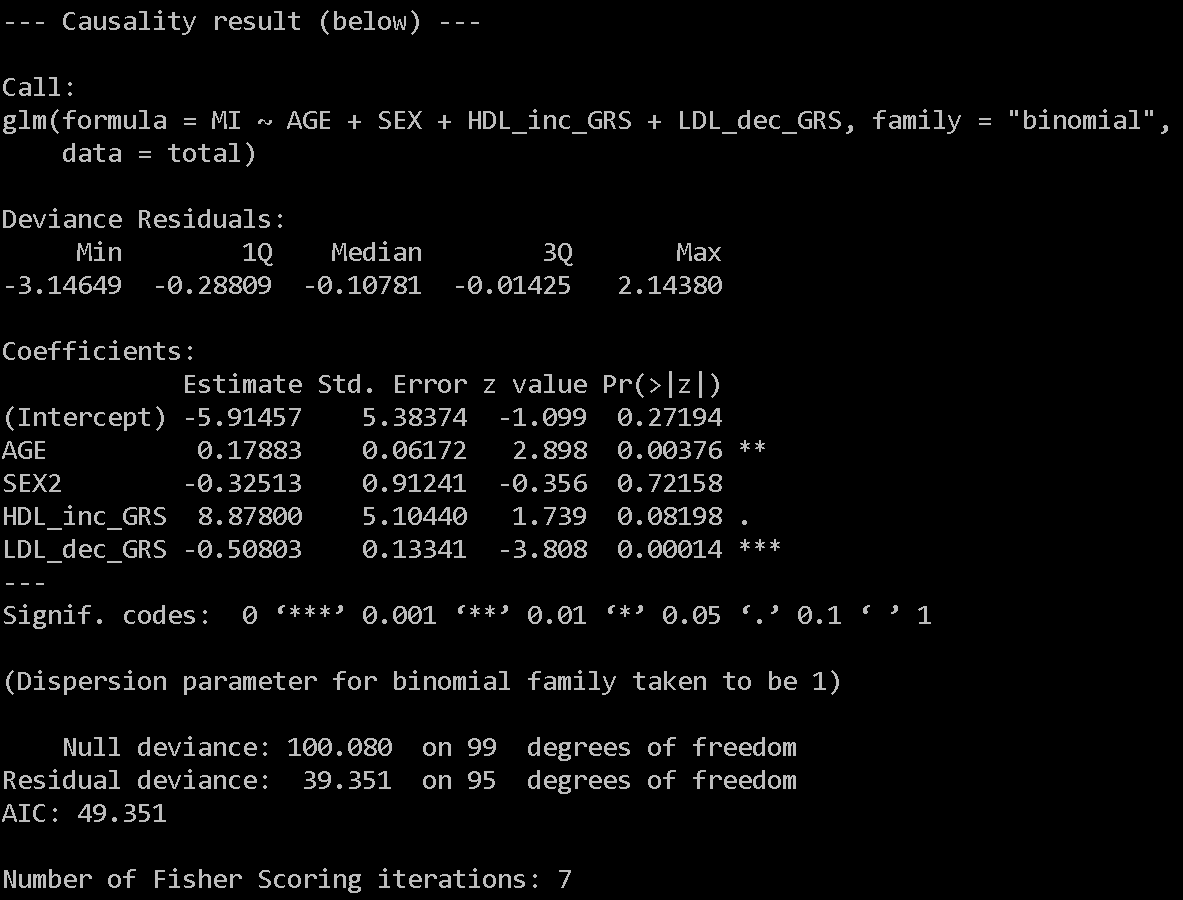 --- Causality result (below) ---
Call:
glm(formula = MI ~ AGE + SEX + HDL_inc_GRS + LDL_dec_GRS, family = "binomial",
    data = total)
Deviance Residuals:
     Min        1Q    Median        3Q       Max
-3.14649  -0.28809  -0.10781  -0.01425   2.14380
Coefficients:
            Estimate Std. Error z value Pr(>|z|)
(Intercept) -5.91457    5.38374  -1.099  0.27194
AGE          0.17883    0.06172   2.898  0.00376 **
SEX2        -0.32513    0.91241  -0.356  0.72158
HDL_inc_GRS  8.87800    5.10440   1.739  0.08198 .
LDL_dec_GRS -0.50803    0.13341  -3.808  0.00014 ***
---
Signif. codes:  0 ‘***’ 0.001 ‘**’ 0.01 ‘*’ 0.05 ‘.’ 0.1 ‘ ’ 1
(Dispersion parameter for binomial family taken to be 1)
    Null deviance: 100.080  on 99  degrees of freedom
Residual deviance:  39.351  on 95  degrees of freedom
AIC: 49.351
Number of Fisher Scoring iterations: 7